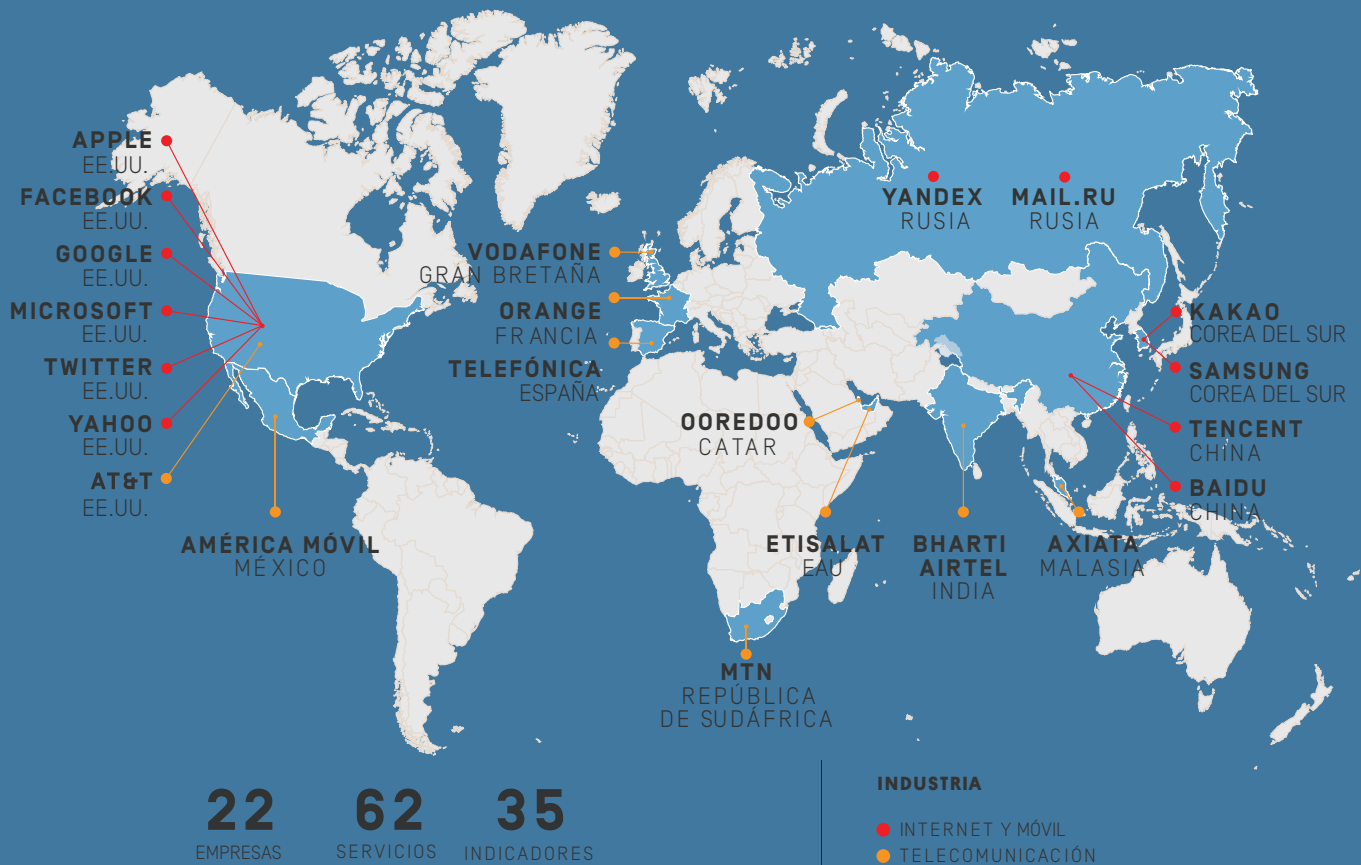 APPLE
EE.UU.
FACEBOOK
EE.UU.
GOOGLE
EE.UU.
MICROSOFT
EE.UU.
TWITTER
EE.UU.
YAHOO
EE.UU.
AT&T
EE.UU.
AMÉRICA MÓVIL
MÉXICO
VODAFONE
GRAN BRETAÑA
ORANGE
FRANCIA
TELEFÓNICA
ESPAÑA
YANDEX
RUSIA
MAIL.RU
RUSIA
OOREDOO
CATAR
ETISALAT
EAU
BHARTI
AIRTEL
INDIA
AXIATA
MALASIA
KAKAO
COREA DEL SUR
SAMSUNG
COREA DEL SUR
TENCENT
CHINA
BAIDU
CHINA
MTN
REPÚBLICA
DE SUDÁFRICA
22
EMPRESAS
62
SERVICIOS
35
INDICADORES
INDUSTRIA
INTERNET Y MÓVIL
TELECOMUNICACIÓN